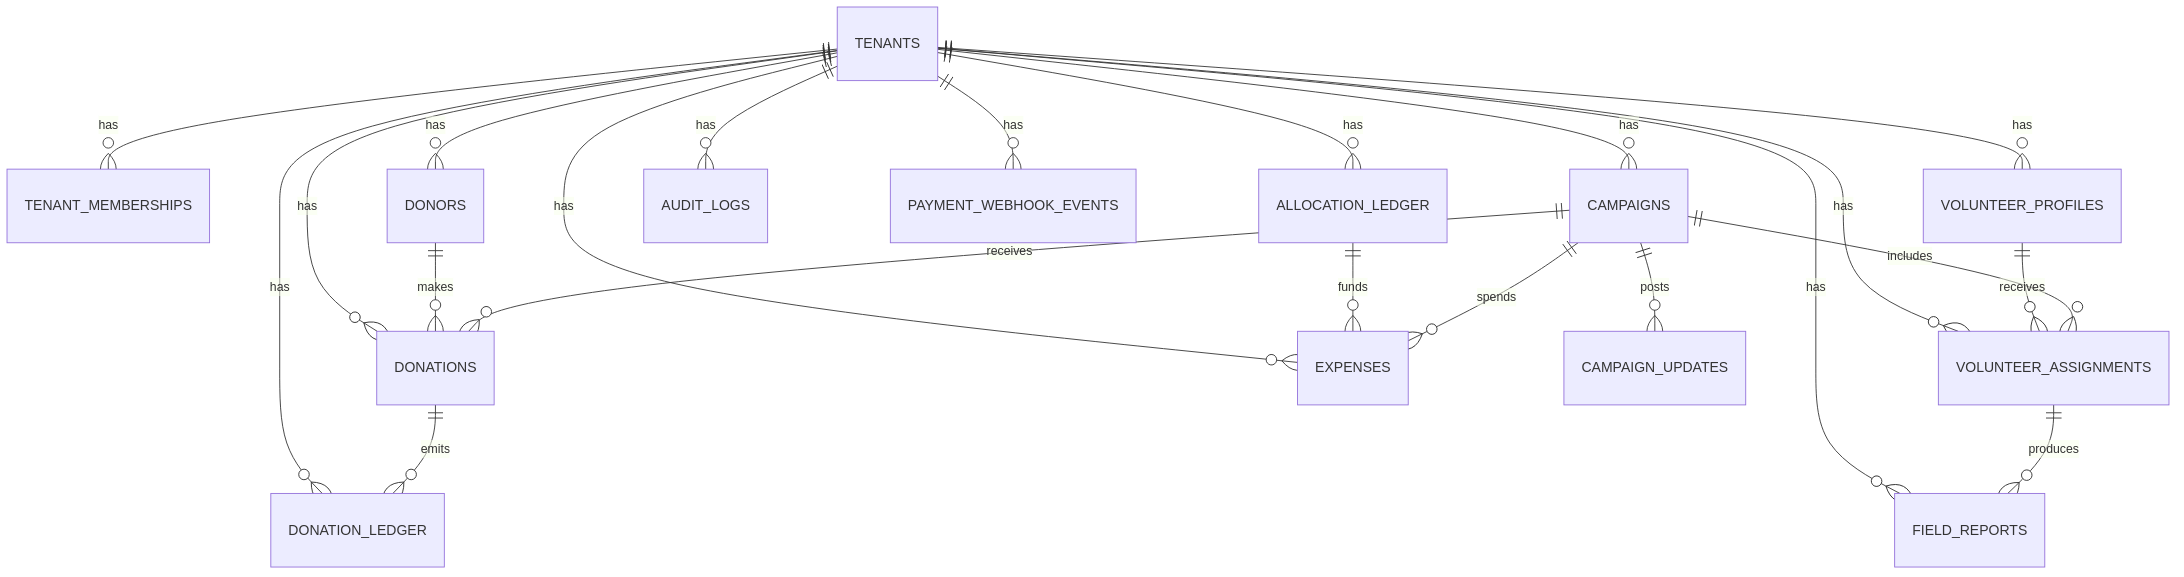 TENANTS
has
has
has
has
has
has
has
TENANT_MEMBERSHIPS
has
DONORS
AUDIT_LOGS
PAYMENT_WEBHOOK_EVENTS
ALLOCATION_LEDGER
CAMPAIGNS
has
VOLUNTEER_PROFILES
has
receives
includes
has
makes
funds
posts
has
receives
spends
DONATIONS
EXPENSES
CAMPAIGN_UPDATES
VOLUNTEER_ASSIGNMENTS
emits
produces
DONATION_LEDGER
FIELD_REPORTS